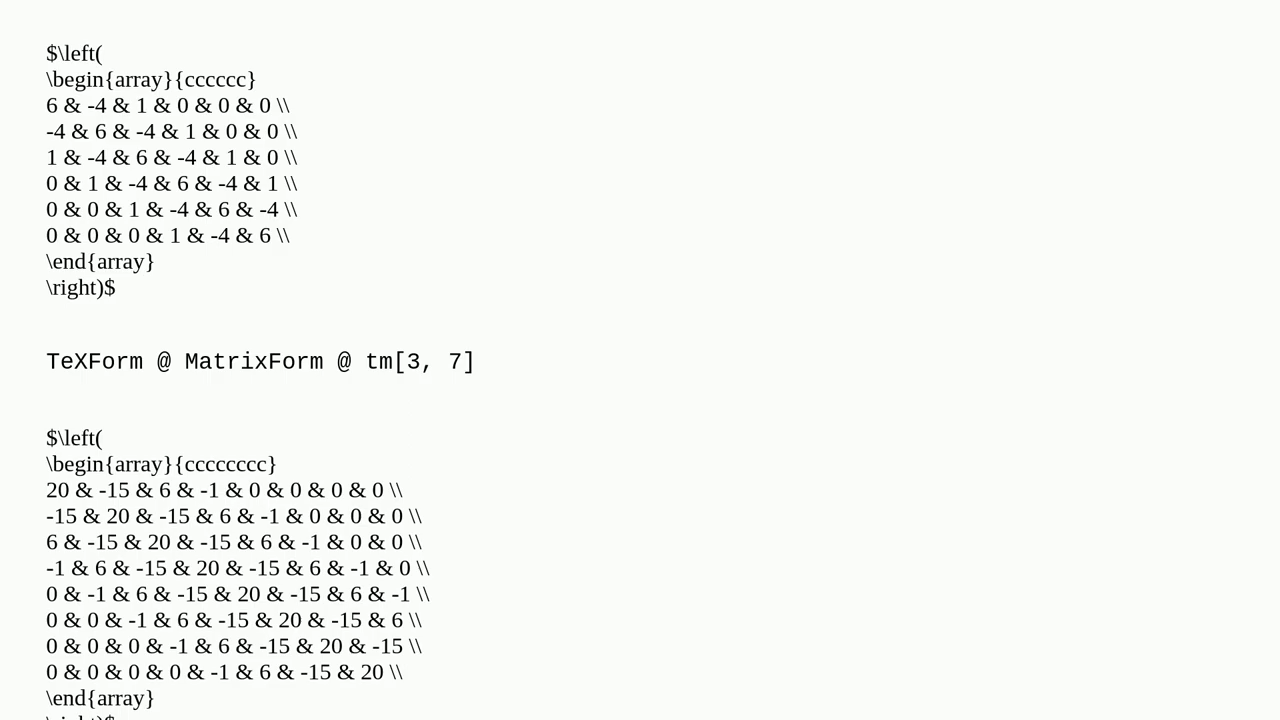 $\left(
\begin{array}{cccccc}
6 & -4 & 1 & 0 & 0 & 0 \\
-4 & 6 & -4 & 1 & 0 & 0 \\
1 & -4 & 6 & -4 & 1 & 0 \\
0 & 1 & -4 & 6 & -4 & 1 \\
0 & 0 & 1 & -4 & 6 & -4 \\
0 & 0 & 0 & 1 & -4 & 6 \\
\end{array}
\right)$
TeXForm @ MatrixForm @ tm[3, 7]
$\left(
\begin{array}{cccccccc}
20 & -15 & 6 & -1 & 0 & 0 & 0 & 0 \\
-15 & 20 & -15 & 6 & -1 & 0 & 0 & 0 \\
6 & -15 & 20 & -15 & 6 & -1 & 0 & 0 \\
-1 & 6 & -15 & 20 & -15 & 6 & -1 & 0 \\
0 & -1 & 6 & -15 & 20 & -15 & 6 & -1 \\
0 & 0 & -1 & 6 & -15 & 20 & -15 & 6 \\
0 & 0 & 0 & -1 & 6 & -15 & 20 & -15 \\
0 & 0 & 0 & 0 & -1 & 6 & -15 & 20 \\
\end{array}
\right)$